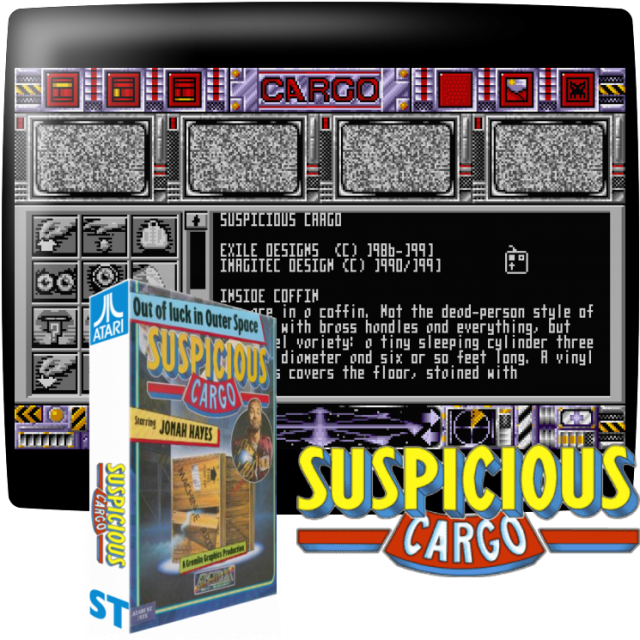 CARGO
SUSPICIOUS CARGO
EXILE DESIGNS (C) 1986-1991
IMAGITEC DESIGN (C) 1990/1991
INSIDE COFFIN
are in a coffin. Not the dead-person style of
with brass handles and everything, but
variety: a tiny sleeping cylinder three
diameter and six or so feet long. A vinyl
covers the floor, stained with
ATARI
Out of luck in Outer Space
SUSPICIOUS
CARGO
Starring JONAH HAYES
A Gremlin Graphics Production
SUSPICIOUS
CARGO
ST
SUSPICIOUS
CARGO